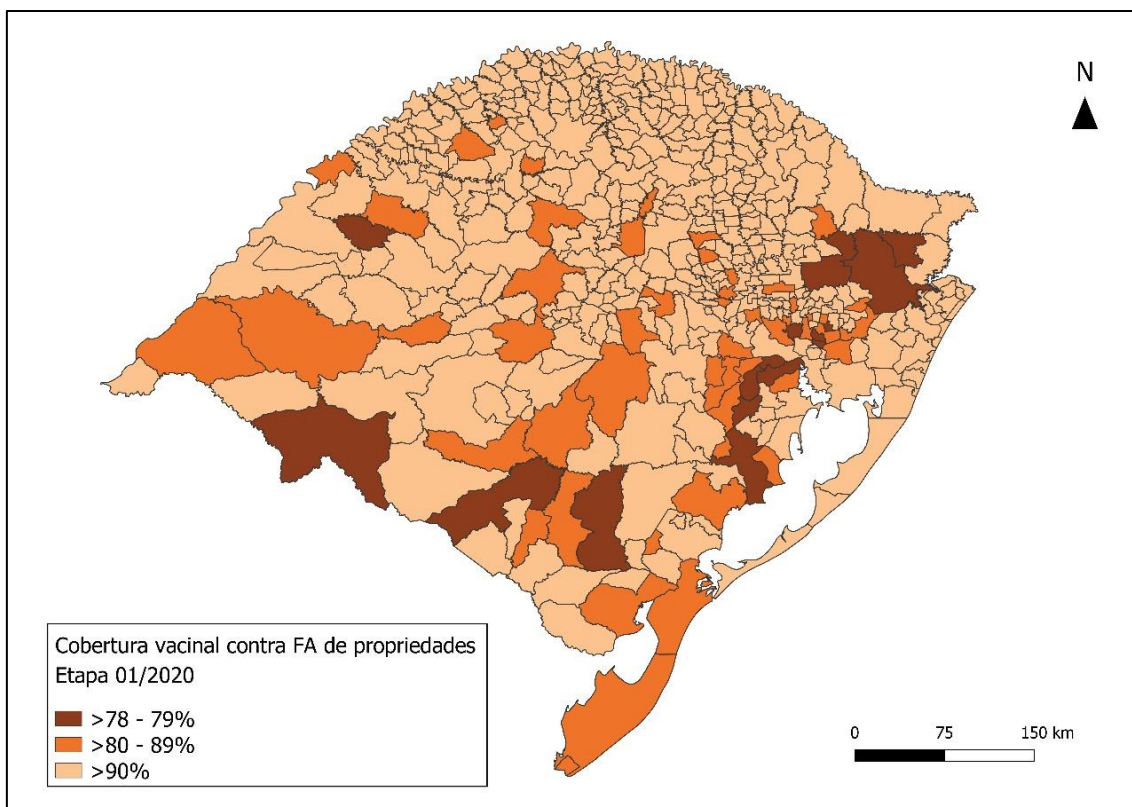 N
Cobertura vacinal contra FA de propriedades
Etapa 01/2020
>78 - 79%
>80 - 89%
>90%
0 75 150 km